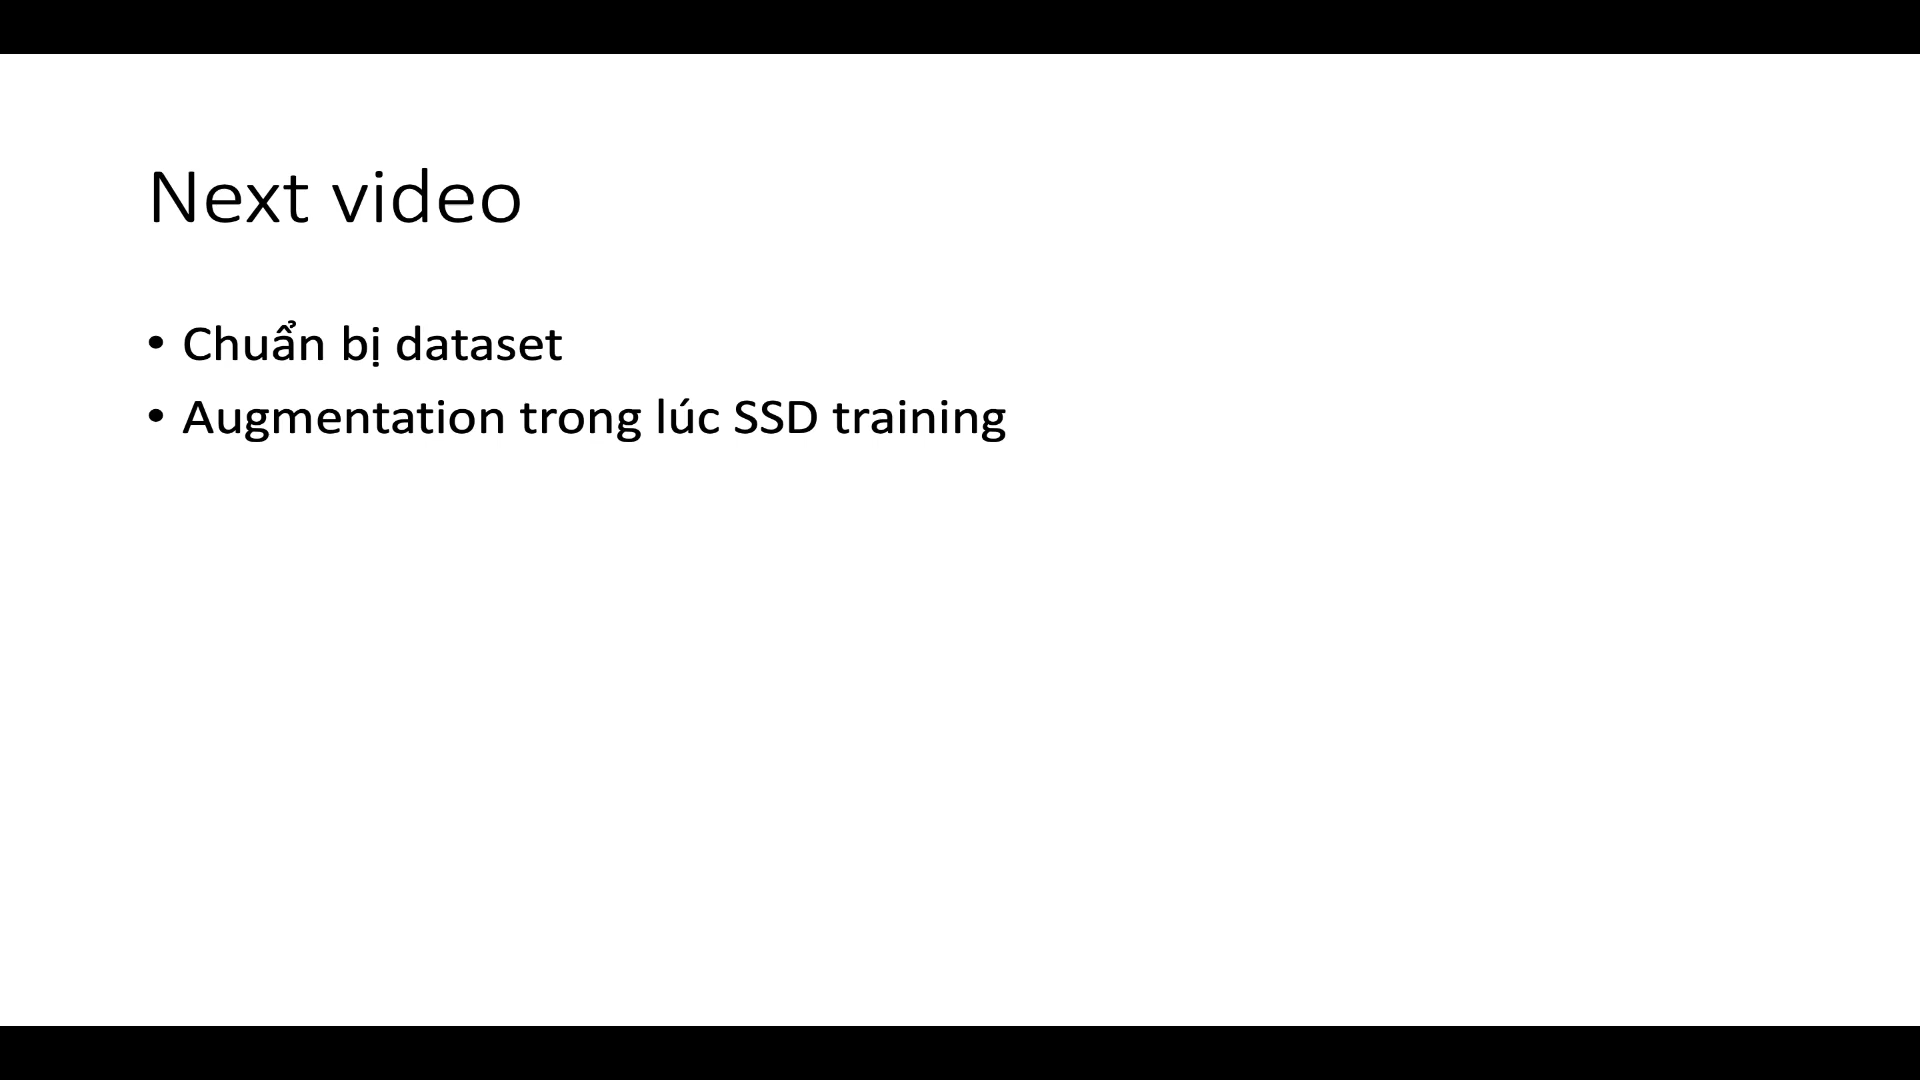 Next video
• Chuẩn bị dataset
• Augmentation trong lúc SSD training